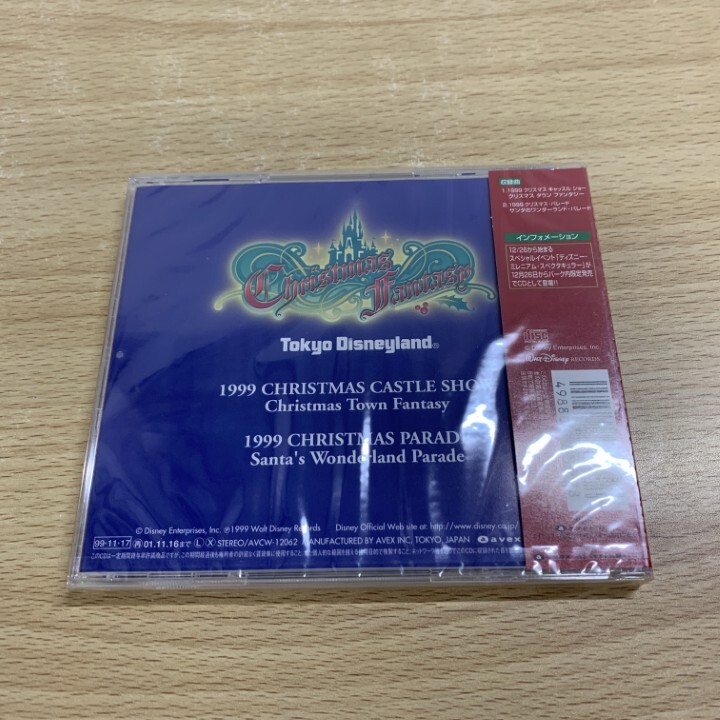 Christmas
Fantasy
Tokyo Disneyland®
1999 CHRISTMAS CASTLE SHO
Christmas Town Fantasy
1999 CHRISTMAS PARAD
Santa's Wonderland Parade
© Disney Enterprises, Inc. ℗1999 Walt Disney Records Disney Official Web site at: http://www.disney.co.jp/
99·11·17 再 01.11.16まで Ⓛ Ⓧ STEREO/AVCW-12062 MANUFACTURED BY AVEX INC. TOKYO, JAPAN avex
収録曲
1.1999 クリスマス キャッスル ショー
クリスマス タウン ファンタジー
2.1999 クリスマス・パレード
サンタのワンダーランド・パレード
インフォメーション
12/26から始まる
スペシャルイベント「ディズニー・
ミレニアム・スペクタキュラー」が
12月26日からパーク内限定発売
でCDとして登場!!
disc
© Disney Enterprises, Inc
WALT DISNEY RECORDS
4988